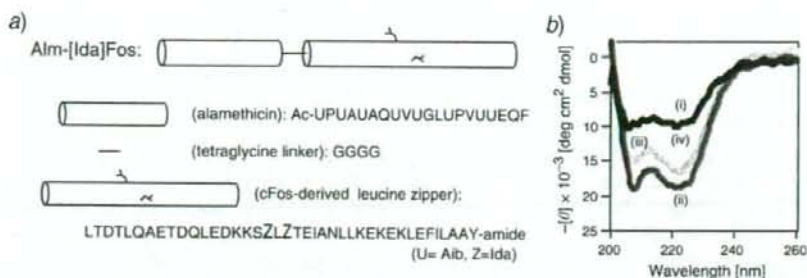 a)
Alm-[Ida]Fos:
(alamethicin): Ac-UPUAUAQUVUGLUPVUUEQF
(tetraglycine linker): GGGG
(cFos-derived leucine zipper):
LTDTLQAETDQLEDKKSZLZTEIANLLKEKEKLEFILAAY-amide
(U= Aib, Z=Ida)
b)
−[θ] × 10⁻³ [deg cm2 dmol]
0
5
10
15
20
25
(i)
(iii)
(iv)
(ii)
200
220
240
260
Wavelength [nm]